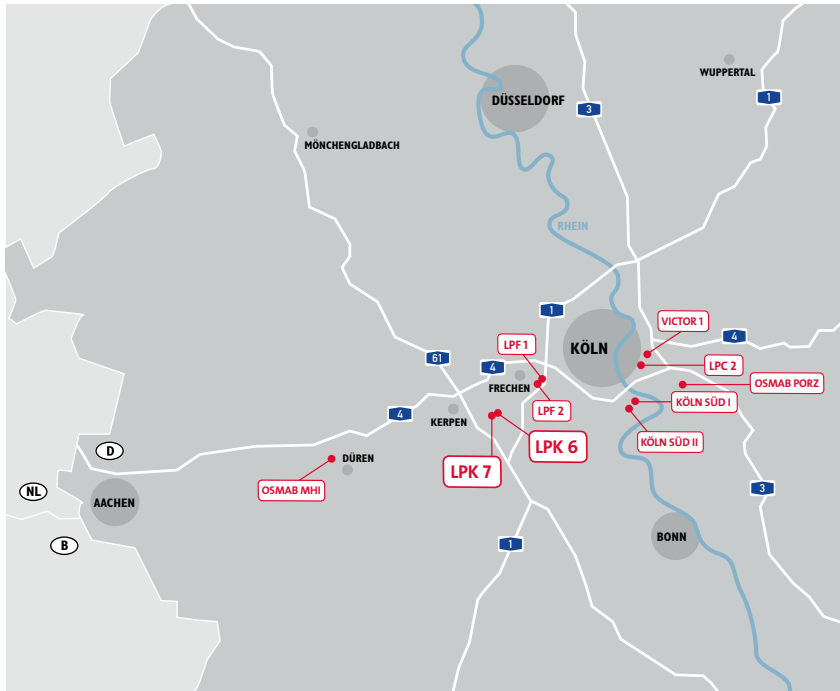 WUPPERTAL
DÜSSELDORF
1
3
MÖNCHENGLADBACH
RHEIN
1
VICTOR 1
4
LPF 1
KÖLN
61
4
LPC 2
FRECHEN
OSMAB PORZ
LPF 2
KÖLN SÜD I
4
KERPEN
KÖLN SÜD II
LPK 6
D
DÜREN
LPK 7
NL
OSMAB MHI
3
AACHEN
BONN
B
1